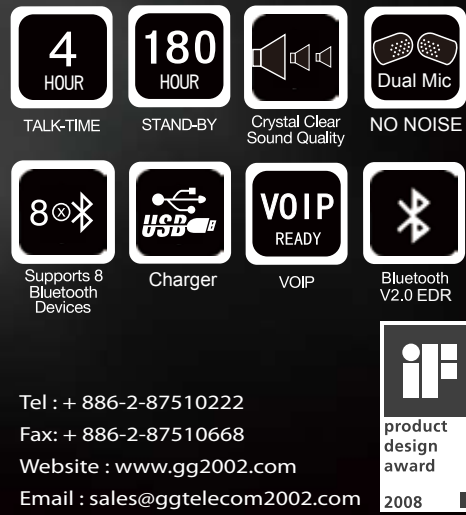 4
HOUR
TALK-TIME
180
HOUR
STAND-BY
Crystal Clear
Sound Quality
Dual Mic
NO NOISE
8 ⓧ
Supports 8
Bluetooth
Devices
USB
Charger
VOIP
READY
VOIP
Bluetooth
V2.0 EDR
Tel : + 886-2-87510222
Fax: + 886-2-87510668
Website : www.gg2002.com
Email : sales@ggtelecom2002.com
iF
product
design
award
2008